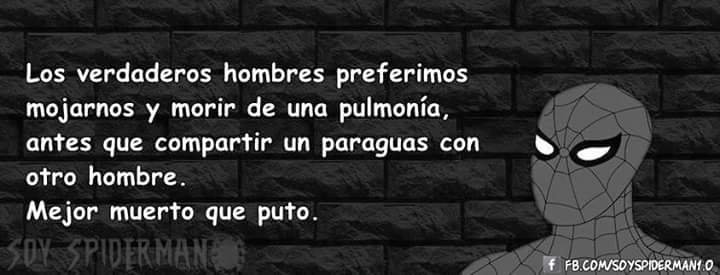 Los verdaderos hombres preferimos
mojarnos y morir de una pulmonía,
antes que compartir un paraguas con
otro hombre.
Mejor muerto que puto.
SOY SPIDERMAN
f FB.COM/SOYSPIDERMAN1.0